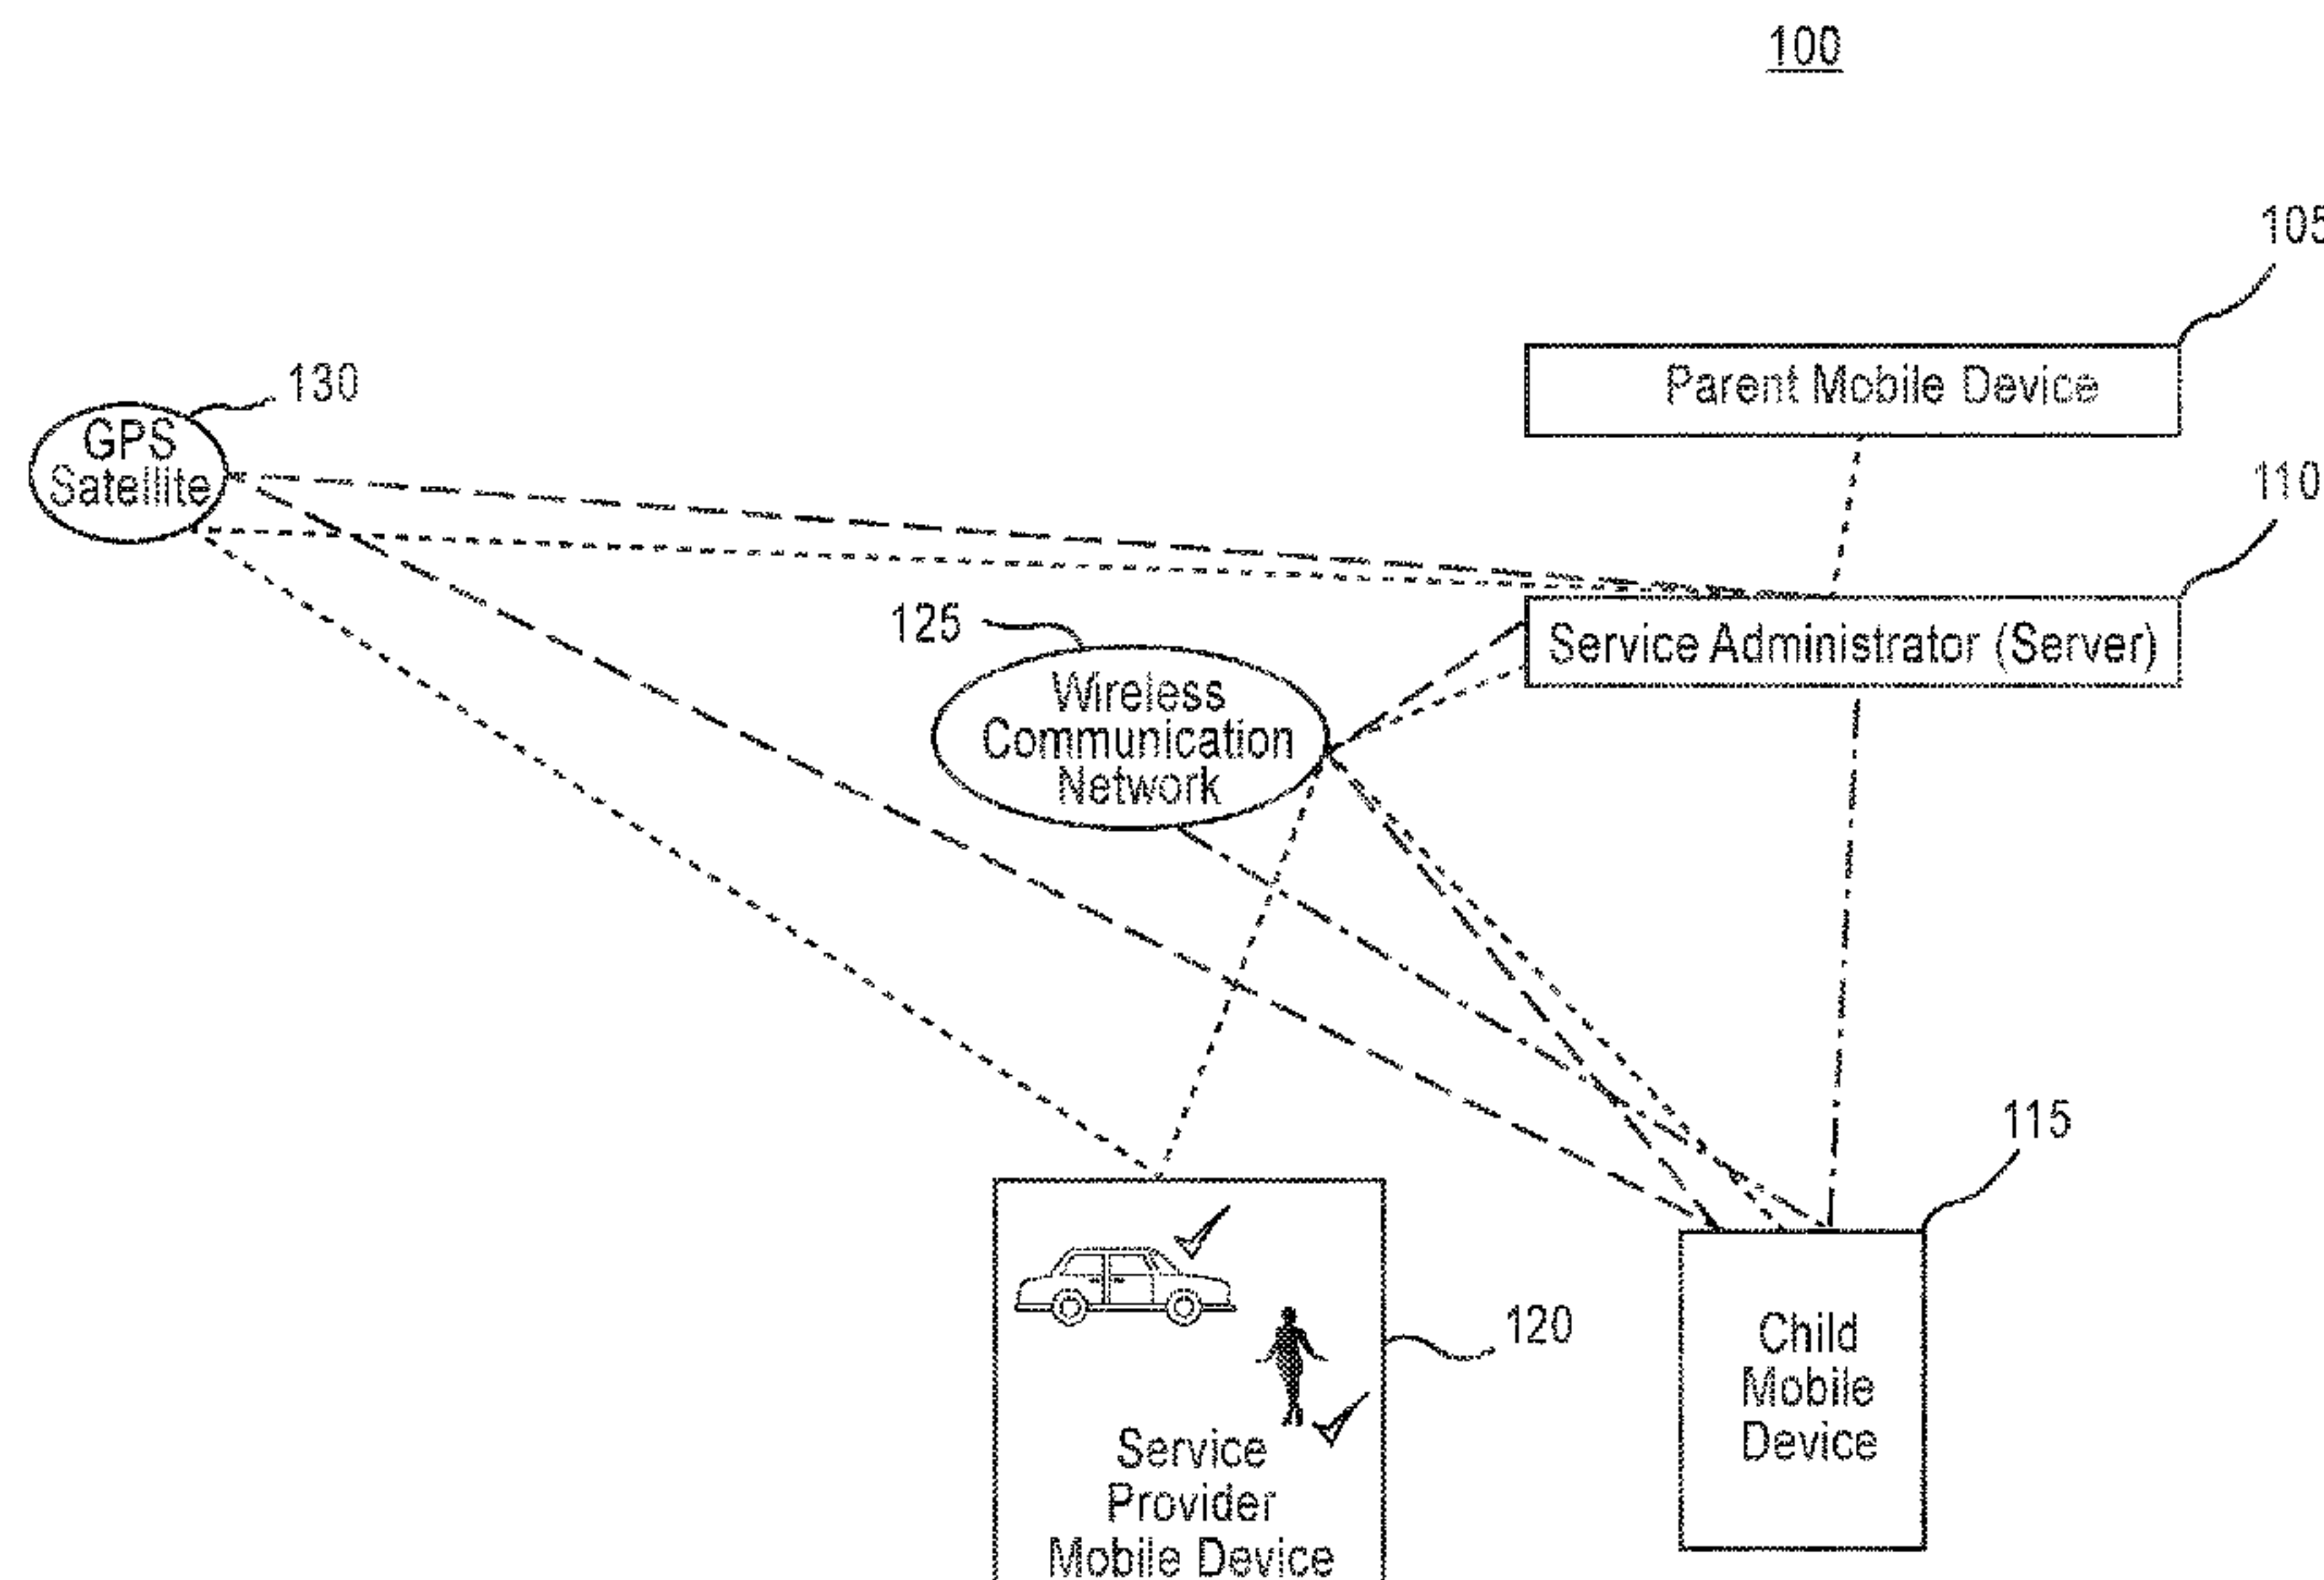 100
105
Parent Mobile Device
130
GPS
Satellite
110
125
Service Administrator (Server)
Wireless
Communication
Network
115
120
Child
Mobile
Device
Service
Provider
Mobile Device